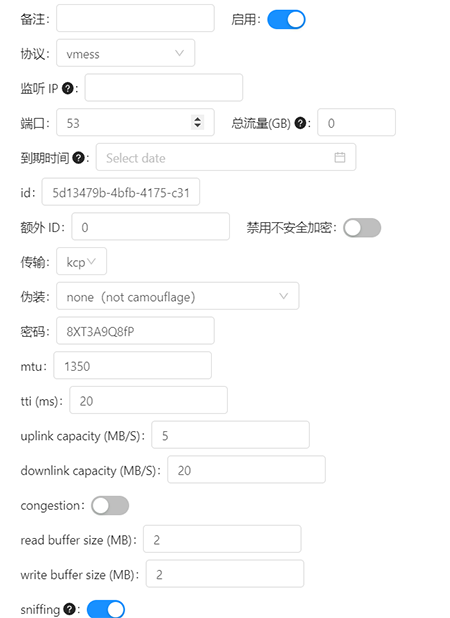 备注: 启用:
协议: vmess
监听 IP ?:
端口: 53 总流量(GB) ?: 0
到期时间 ?: Select date
id: 5d13479b-4bfb-4175-c31
额外 ID: 0 禁用不安全加密:
传输: kcp
伪装: none（not camouflage）
密码: 8XT3A9Q8fP
mtu: 1350
tti (ms): 20
uplink capacity (MB/S): 5
downlink capacity (MB/S): 20
congestion:
read buffer size (MB): 2
write buffer size (MB): 2
sniffing ?: